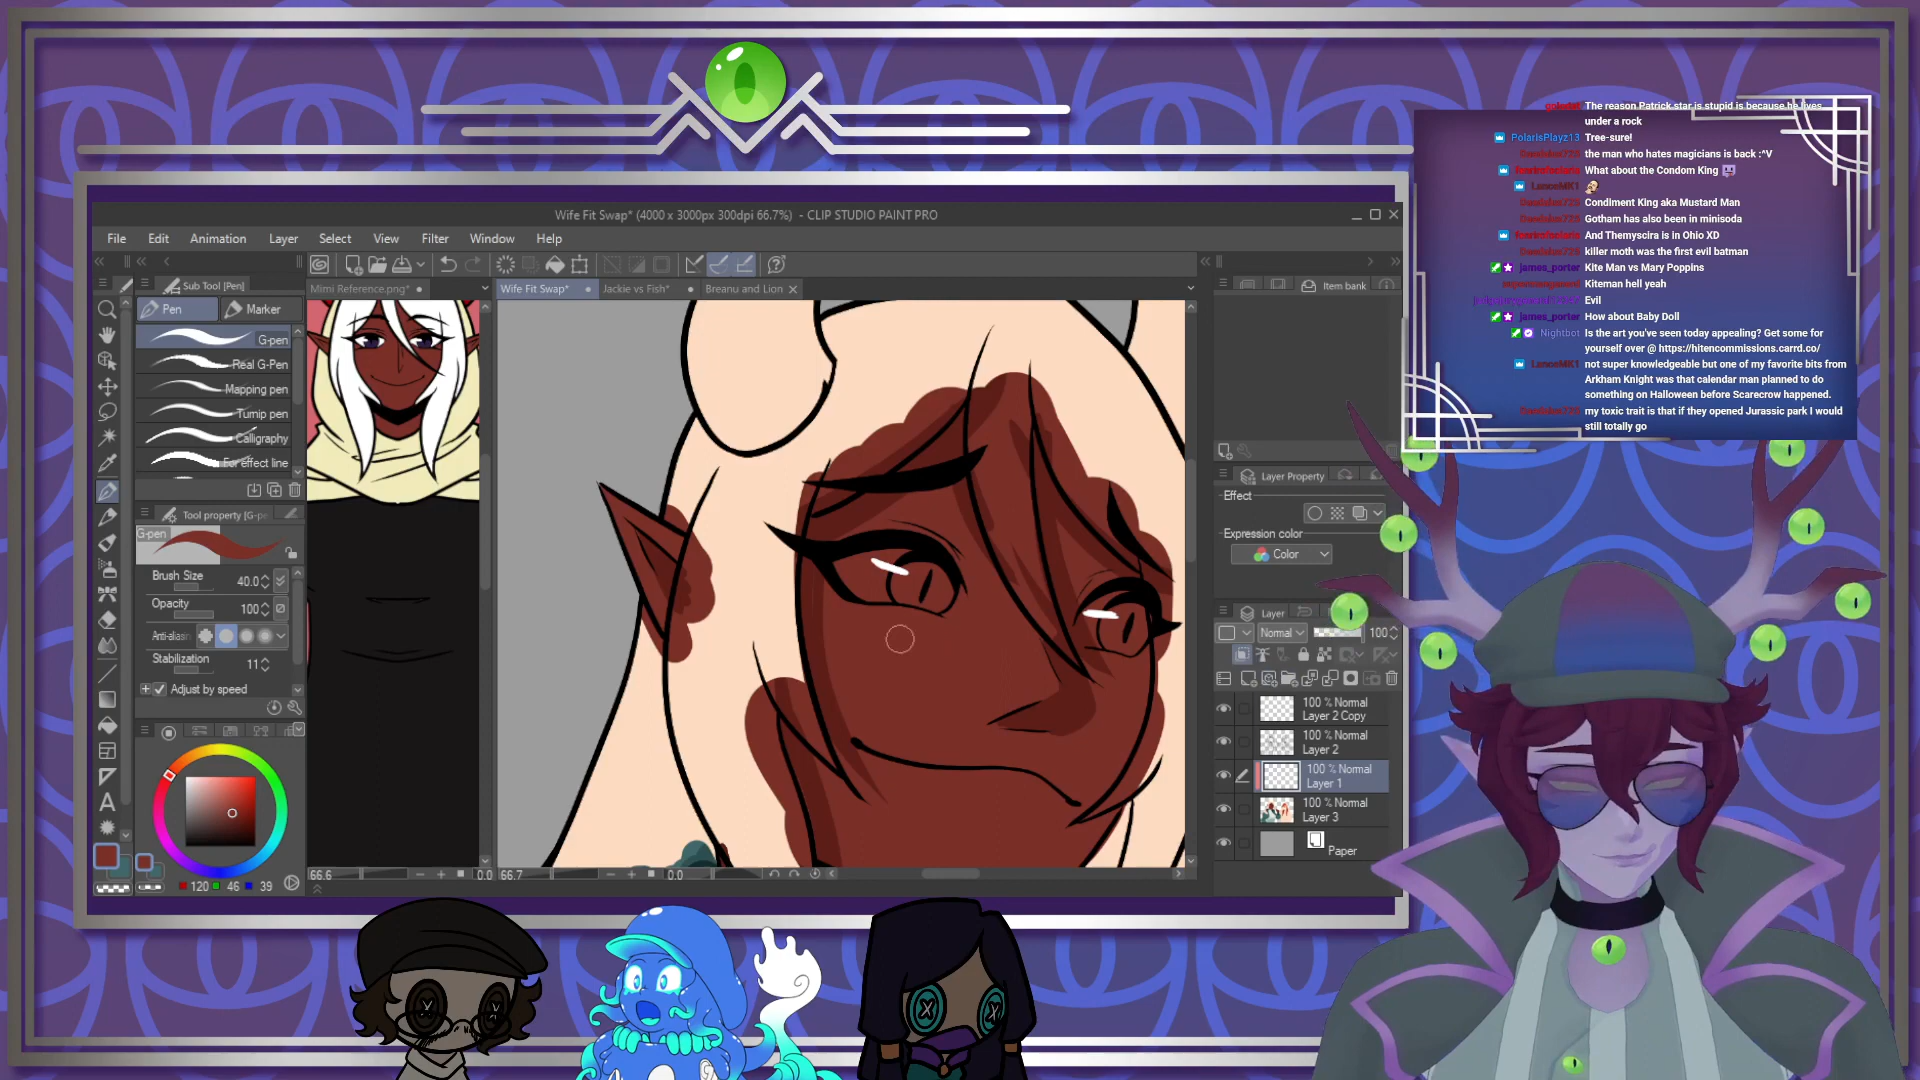 Wife Fit Swap* (4000 x 3000px 300dpi 66.7%) - CLIP STUDIO PAINT PRO
File Edit Animation Layer Select View Filter Window Help
Sub Tool [Pen]
Pen Marker
G-pen
Real G-Pen
Mapping pen
Turnip pen
Calligraphy
For effect line
Tool property [G-pe
G-pen
Brush Size 40.0
Opacity 100
Anti-alias
Stabilization 11
Adjust by speed
120 46 39
Mimi Reference.png*
66.6 0.0
Wife Fit Swap* Jackie vs Fish* Breanu and Lion
66.7 0.0
Item bank
Layer Property
Effect
Expression color
Color
Layer
Normal 100
100 % Normal
Layer 2 Copy
100 % Normal
Layer 2
100 % Normal
Layer 1
100 % Normal
Layer 3
Paper
The reason Patrick star is stupid is because he lives
under a rock
PolarisPlayz13 Tree-sure!
the man who hates magicians is back :^V
What about the Condom King
LanceMK1
Condiment King aka Mustard Man
Gotham has also been in minisoda
And Themyscira is in Ohio XD
killer moth was the first evil batman
james_porter Kite Man vs Mary Poppins
Kiteman hell yeah
Evil
james_porter How about Baby Doll
Nightbot Is the art you've seen today appealing? Get some for
yourself over @ https://hitencommissions.carrd.co/
LanceMK1 not super knowledgeable but one of my favorite bits from
Arkham Knight was that calendar man planned to do
something on Halloween before Scarecrow happened.
my toxic trait is that if they opened Jurassic park I would
still totally go